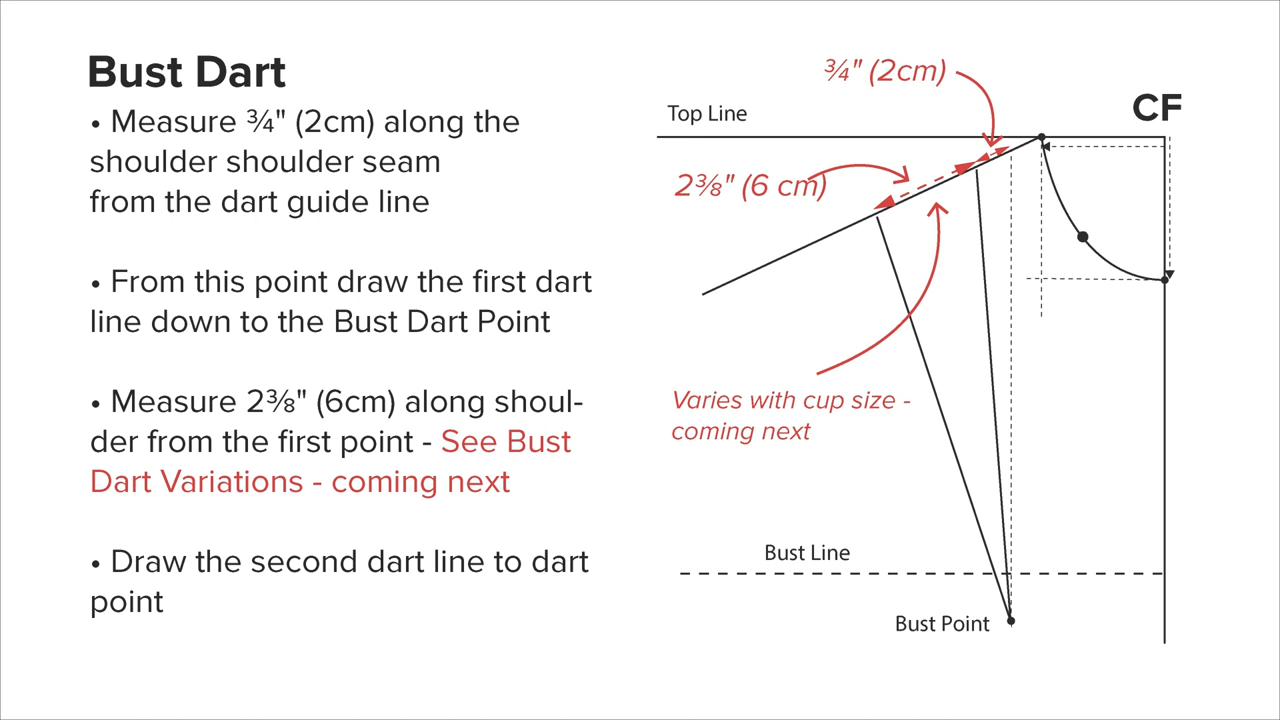 Bust Dart
• Measure ¾" (2cm) along the
shoulder shoulder seam
from the dart guide line
• From this point draw the first dart
line down to the Bust Dart Point
• Measure 2⅜" (6cm) along shoul-
der from the first point - See Bust
Dart Variations - coming next
• Draw the second dart line to dart
point
¾" (2cm)
CF
Top Line
2⅜" (6 cm)
Varies with cup size -
coming next
Bust Line
Bust Point